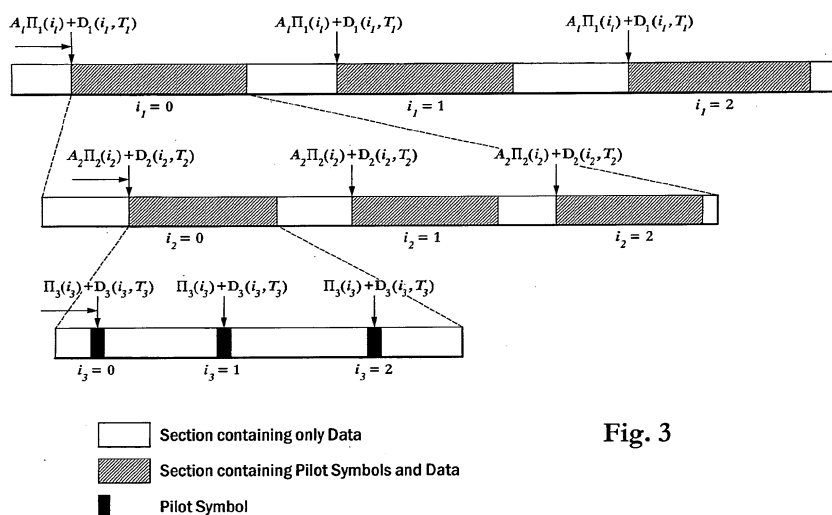 A₁Π₁(i₁)+D₁(i₁,T₁) A₁Π₁(i₁)+D₁(i₁,T₁) A₁Π₁(i₁)+D₁(i₁,T₁)
i₁ = 0 i₁ = 1 i₁ = 2
A₂Π₂(i₂)+D₂(i₂,T₂) A₂Π₂(i₂)+D₂(i₂,T₂) A₂Π₂(i₂)+D₂(i₂,T₂)
i₂ = 0 i₂ = 1 i₂ = 2
Π₃(i₃)+D₃(i₃,T₃) Π₃(i₃)+D₃(i₃,T₃) Π₃(i₃)+D₃(i₃,T₃)
i₃ = 0 i₃ = 1 i₃ = 2
Section containing only Data
Fig. 3
Section containing Pilot Symbols and Data
Pilot Symbol